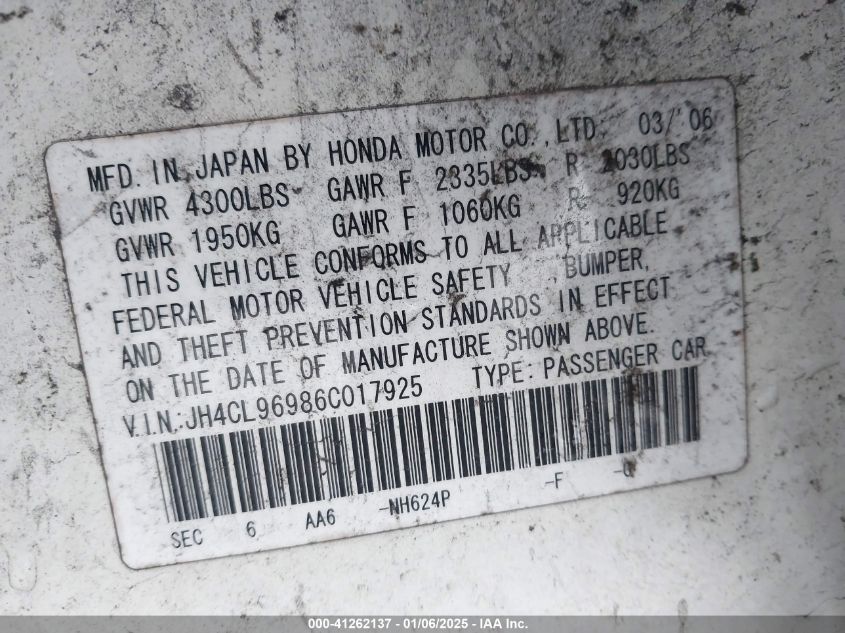 MFD. IN JAPAN BY HONDA MOTOR CO.,LTD. 03/ 06
GVWR 4300LBS GAWR F 2335LBS R 2030LBS
GVWR 1950KG GAWR F 1060KG R 920KG
THIS VEHICLE CONFORMS TO ALL APPLICABLE
FEDERAL MOTOR VEHICLE SAFETY ,BUMPER,
AND THEFT PREVENTION STANDARDS IN EFFECT
ON THE DATE OF MANUFACTURE SHOWN ABOVE.
V.I.N.:JH4CL96986C017925 TYPE: PASSENGER CAR
SEC 6 AA6 -NH624P -F
000-41262137 - 01/06/2025 - IAA Inc.